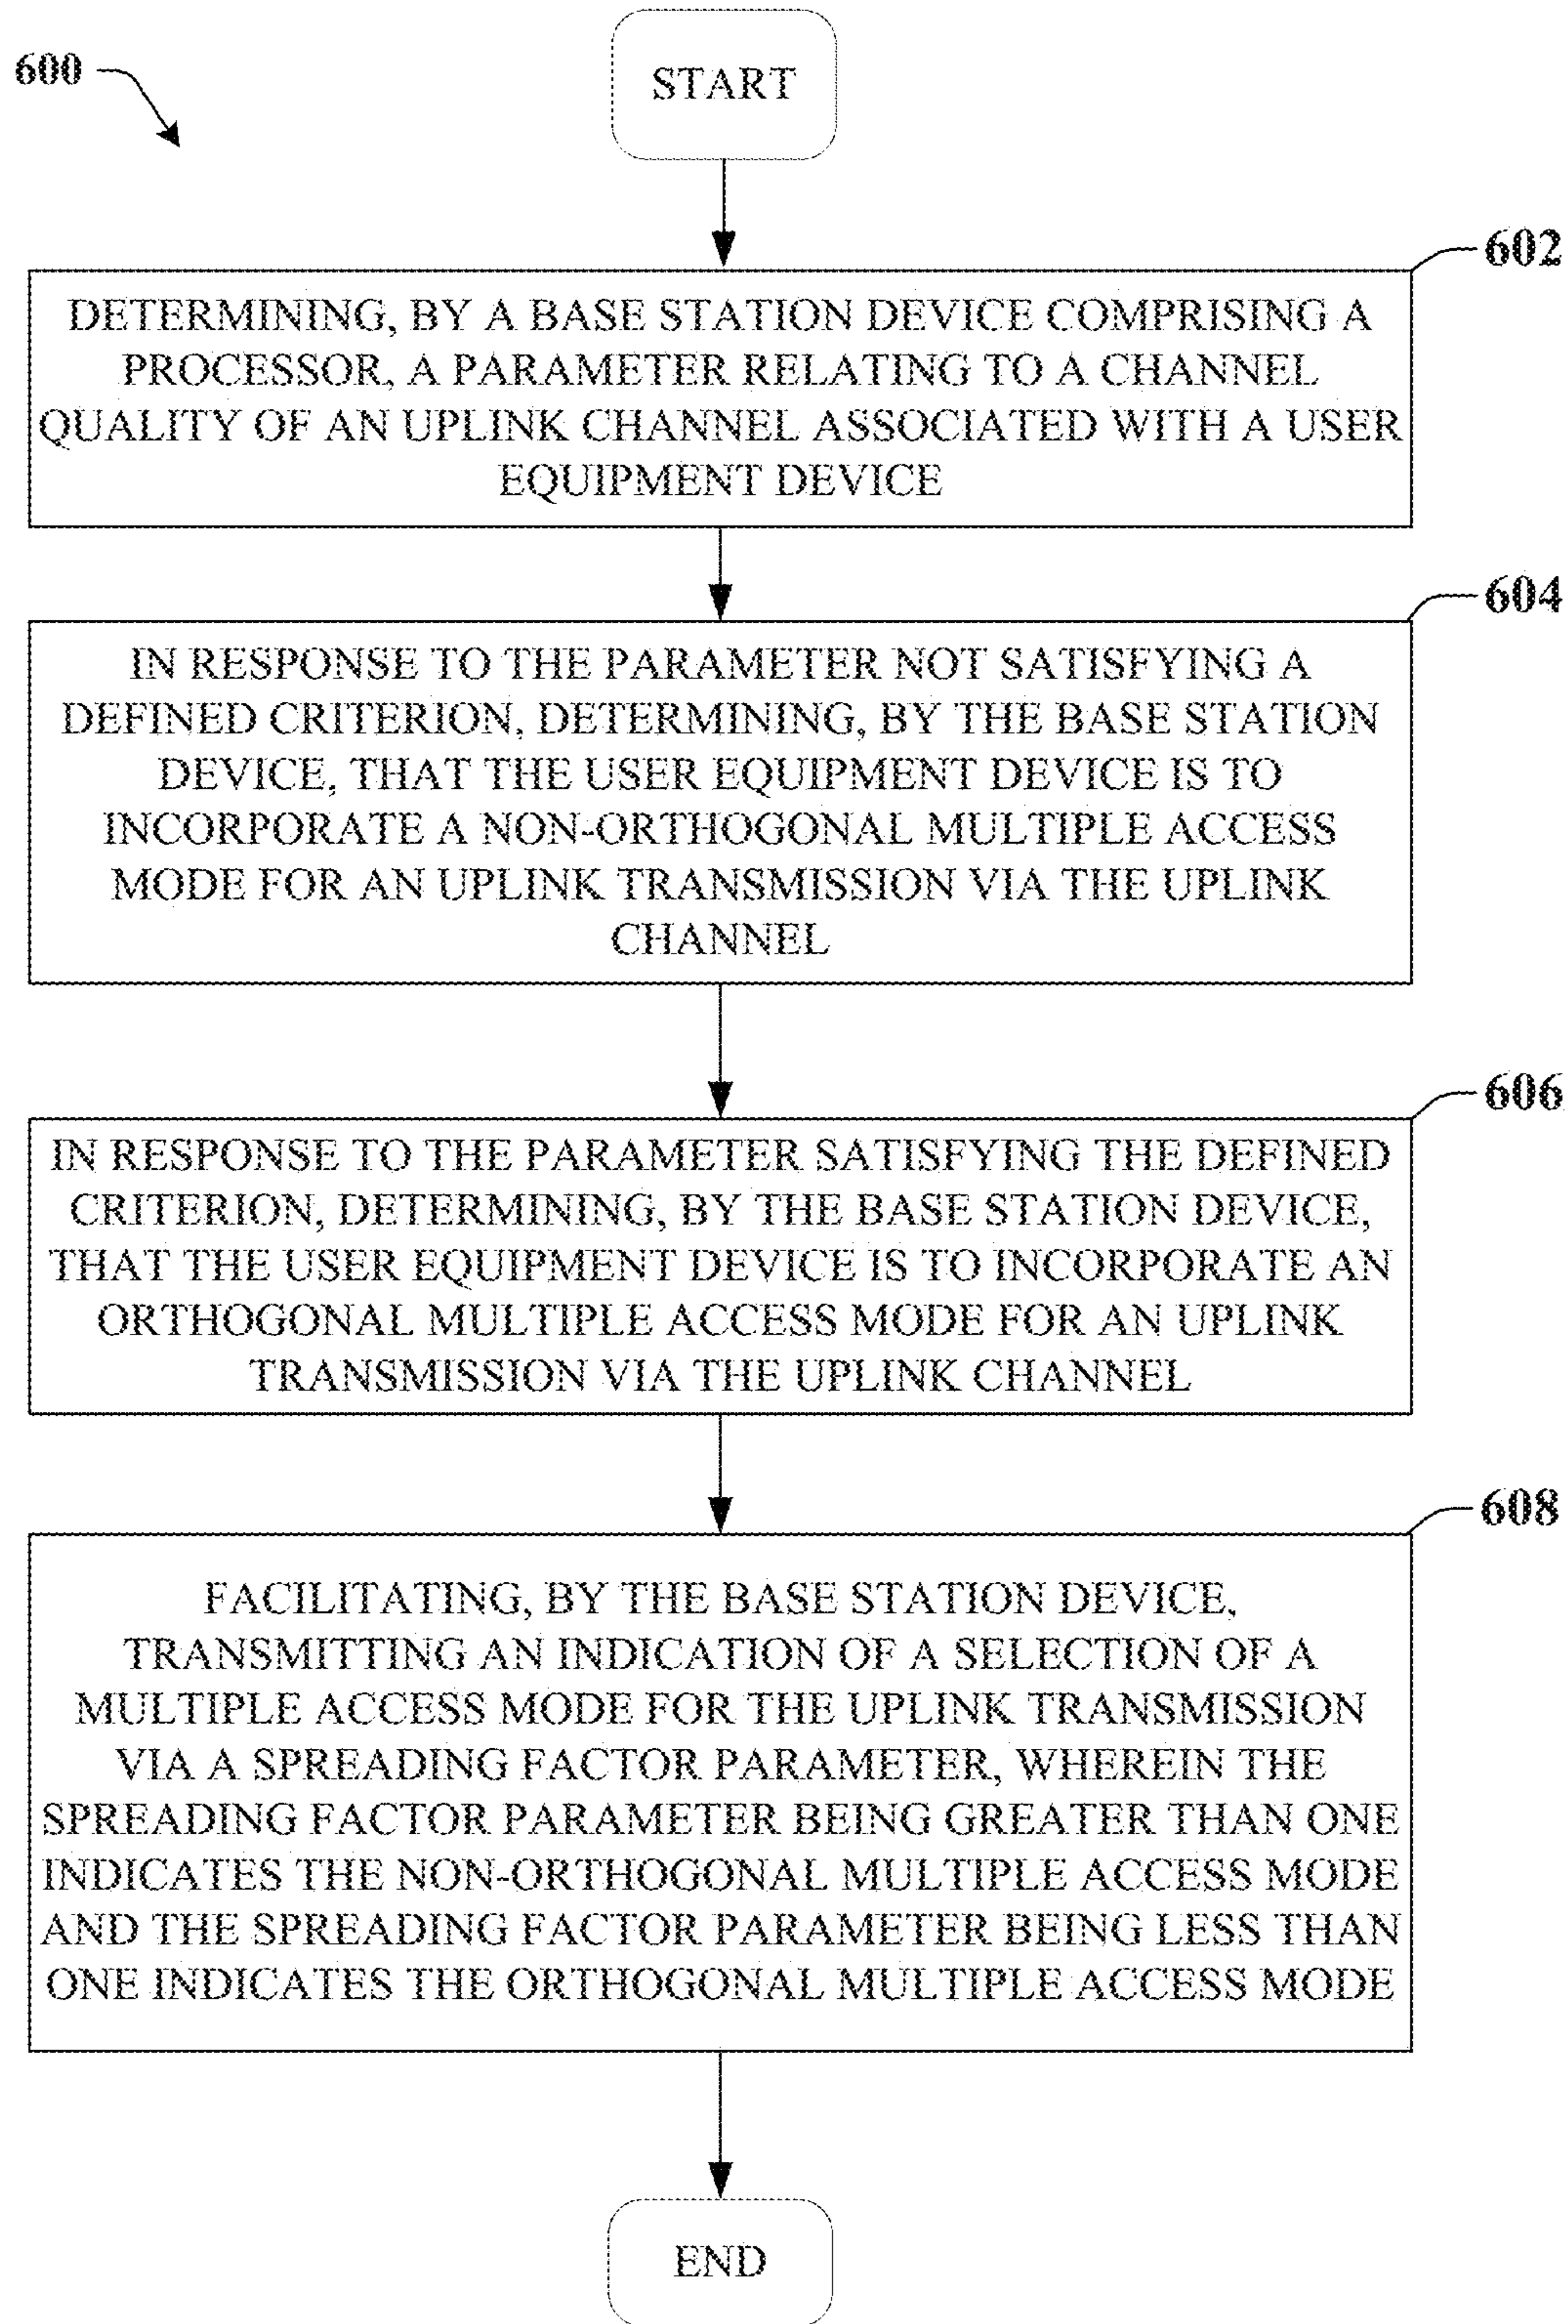 600
START
602
DETERMINING, BY A BASE STATION DEVICE COMPRISING A
PROCESSOR, A PARAMETER RELATING TO A CHANNEL
QUALITY OF AN UPLINK CHANNEL ASSOCIATED WITH A USER
EQUIPMENT DEVICE
604
IN RESPONSE TO THE PARAMETER NOT SATISFYING A
DEFINED CRITERION, DETERMINING, BY THE BASE STATION
DEVICE, THAT THE USER EQUIPMENT DEVICE IS TO
INCORPORATE A NON-ORTHOGONAL MULTIPLE ACCESS
MODE FOR AN UPLINK TRANSMISSION VIA THE UPLINK
CHANNEL
606
IN RESPONSE TO THE PARAMETER SATISFYING THE DEFINED
CRITERION, DETERMINING, BY THE BASE STATION DEVICE,
THAT THE USER EQUIPMENT DEVICE IS TO INCORPORATE AN
ORTHOGONAL MULTIPLE ACCESS MODE FOR AN UPLINK
TRANSMISSION VIA THE UPLINK CHANNEL
608
FACILITATING, BY THE BASE STATION DEVICE,
TRANSMITTING AN INDICATION OF A SELECTION OF A
MULTIPLE ACCESS MODE FOR THE UPLINK TRANSMISSION
VIA A SPREADING FACTOR PARAMETER, WHEREIN THE
SPREADING FACTOR PARAMETER BEING GREATER THAN ONE
INDICATES THE NON-ORTHOGONAL MULTIPLE ACCESS MODE
AND THE SPREADING FACTOR PARAMETER BEING LESS THAN
ONE INDICATES THE ORTHOGONAL MULTIPLE ACCESS MODE
END